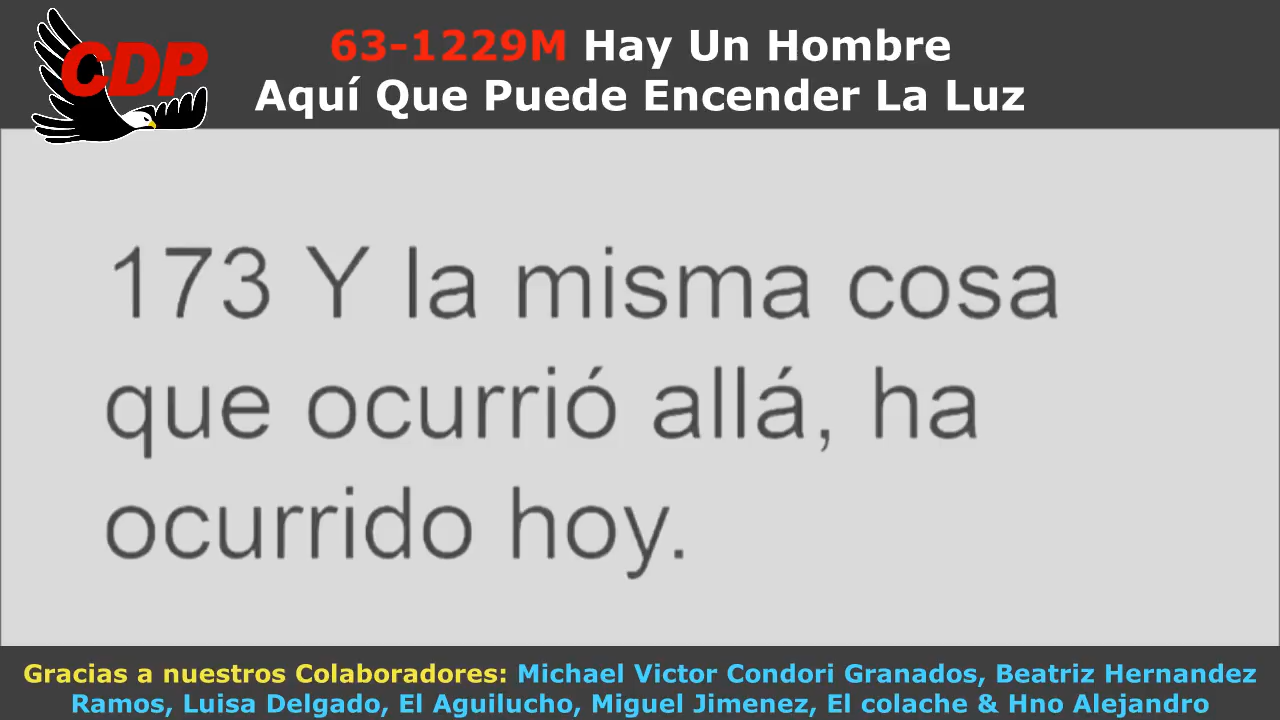 CDP
63-1229M Hay Un Hombre
Aquí Que Puede Encender La Luz
173 Y la misma cosa
que ocurrió allá, ha
ocurrido hoy.
Gracias a nuestros Colaboradores: Michael Victor Condori Granados, Beatriz Hernandez
Ramos, Luisa Delgado, El Aguilucho, Miguel Jimenez, El colache & Hno Alejandro